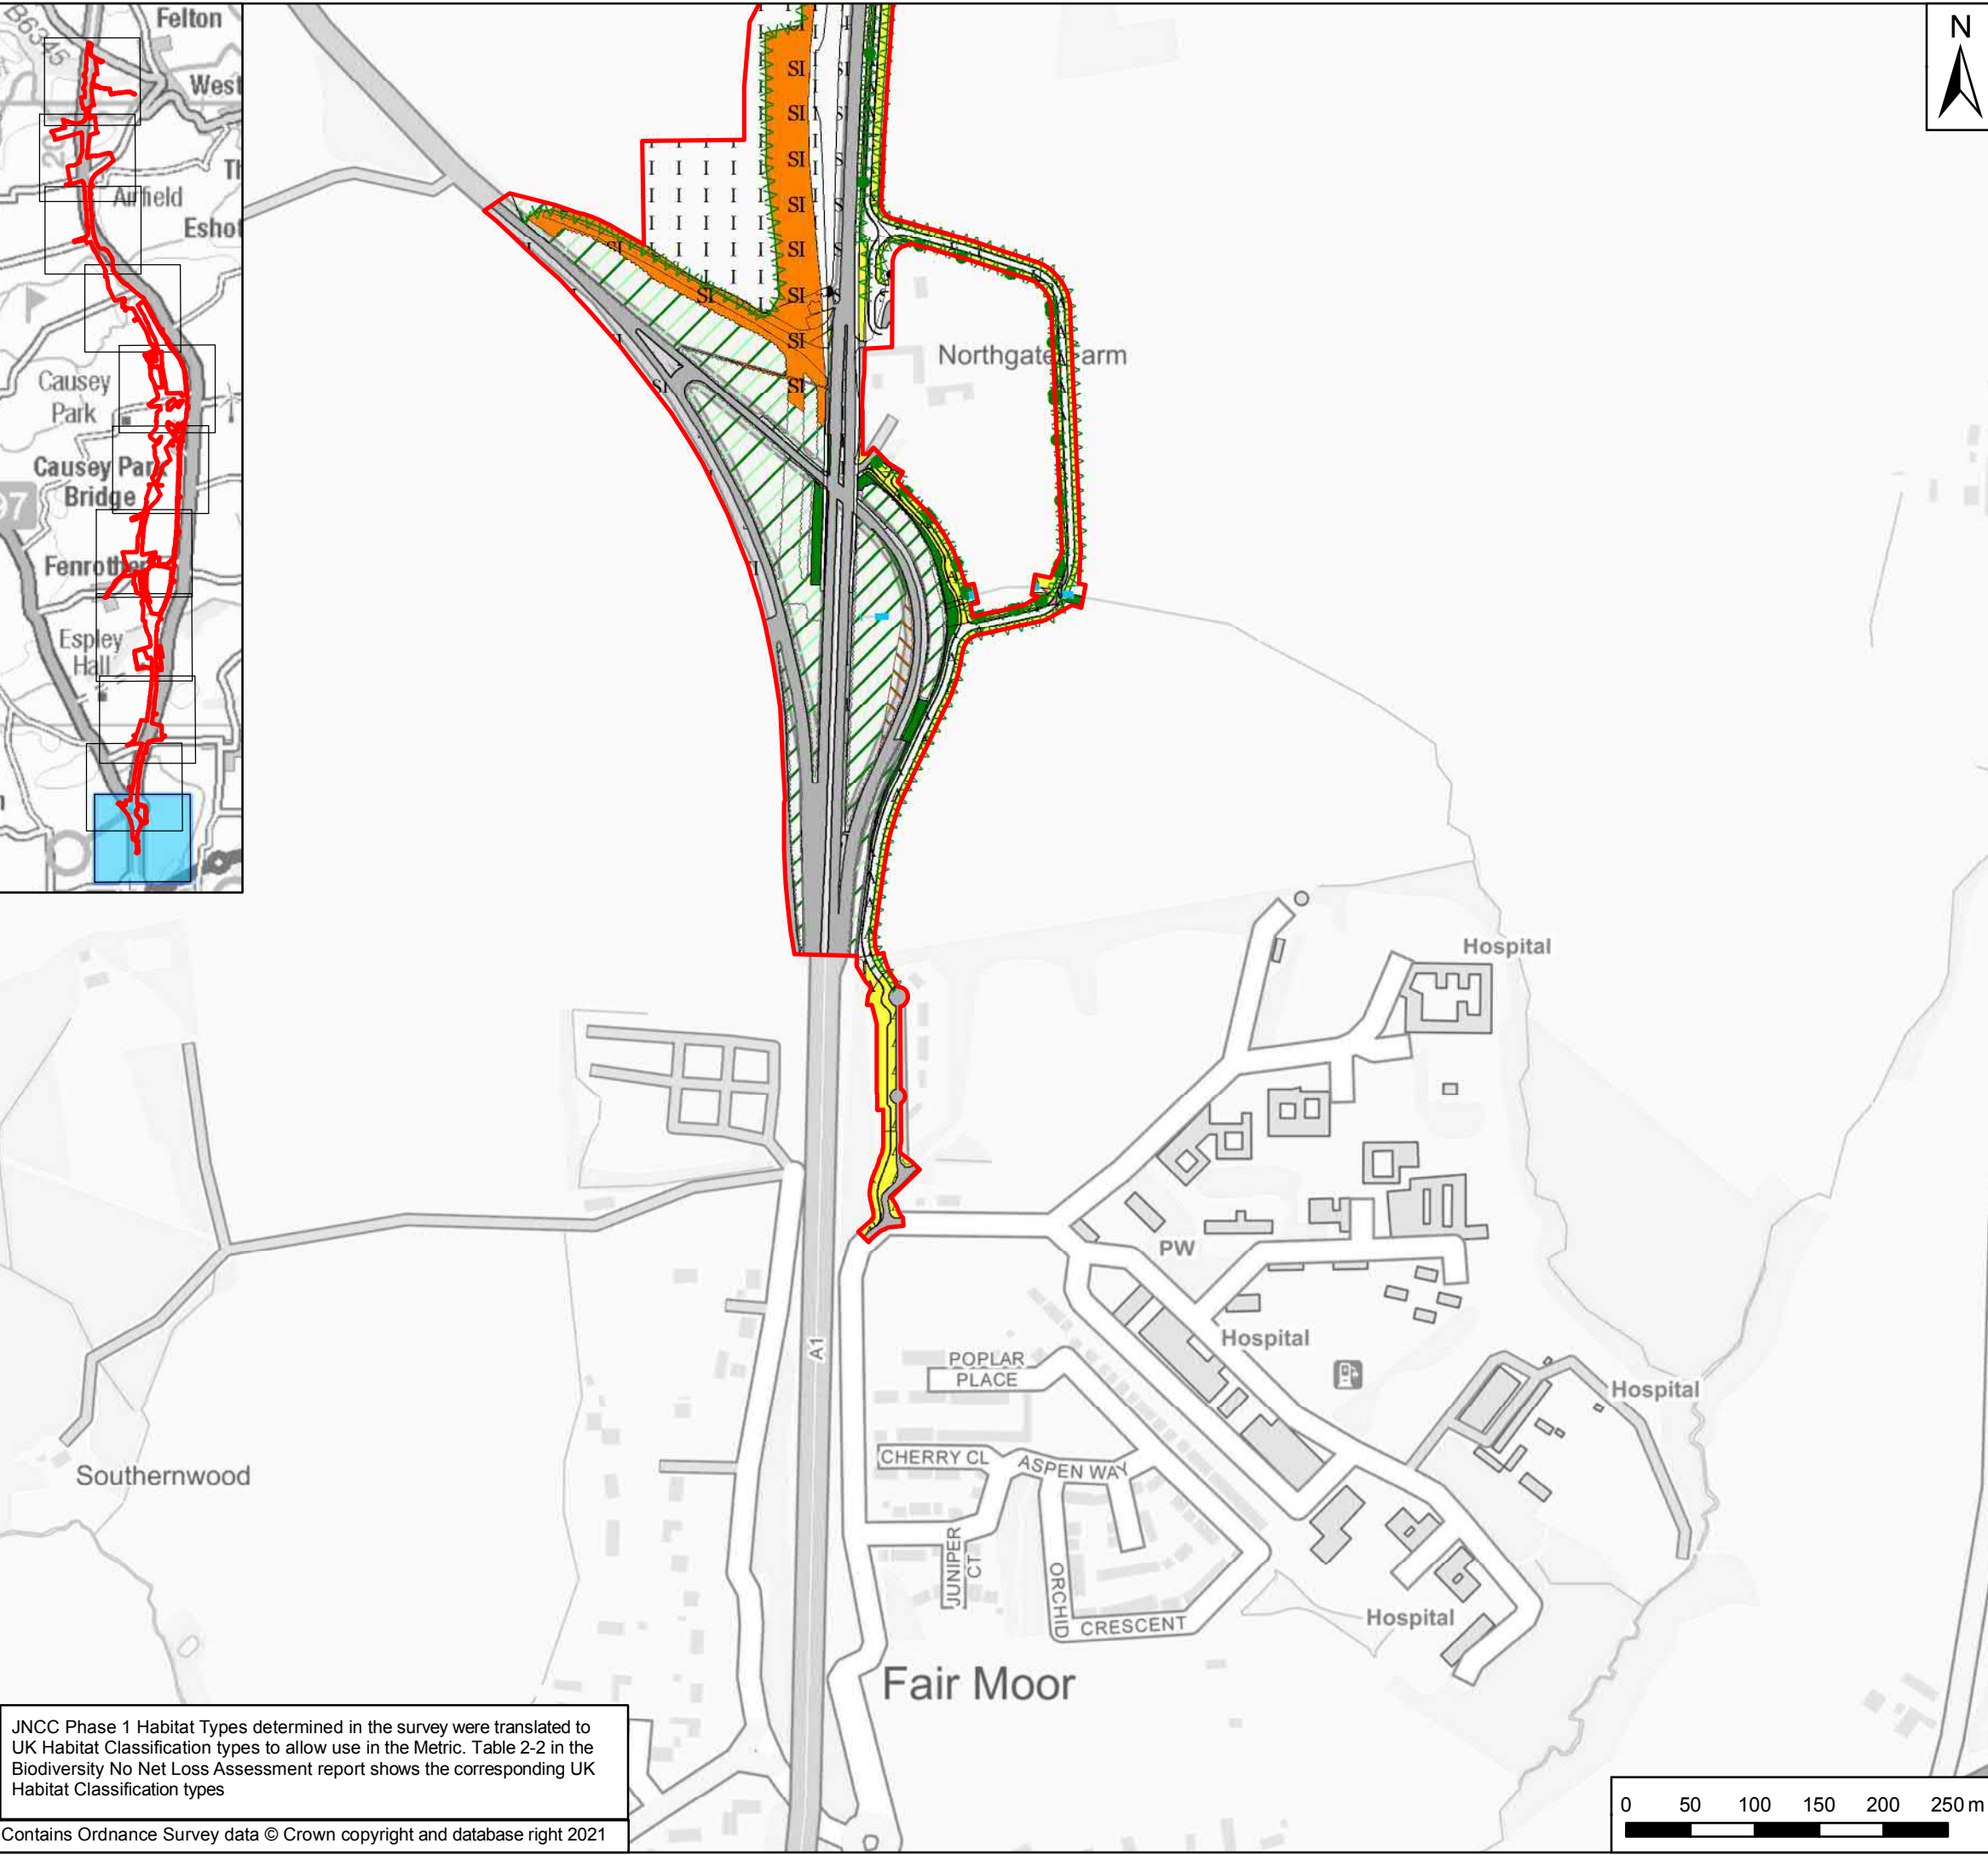 Felton
B6345
West
Airfield
Eshot
Causey
Park
Causey Park
Bridge
Fenrother
Espley
Hall
N
SI
SI
SI
SI
SI
SI
SI
SI
SI
SI
SI
Northgate Farm
Hospital
PW
Hospital
Hospital
Hospital
A1
POPLAR
PLACE
CHERRY CL
ASPEN WAY
JUNIPER
CT
ORCHID
CRESCENT
Southernwood
Fair Moor
JNCC Phase 1 Habitat Types determined in the survey were translated to
UK Habitat Classification types to allow use in the Metric. Table 2-2 in the
Biodiversity No Net Loss Assessment report shows the corresponding UK
Habitat Classification types
Contains Ordnance Survey data © Crown copyright and database right 2021
0 50 100 150 200 250 m